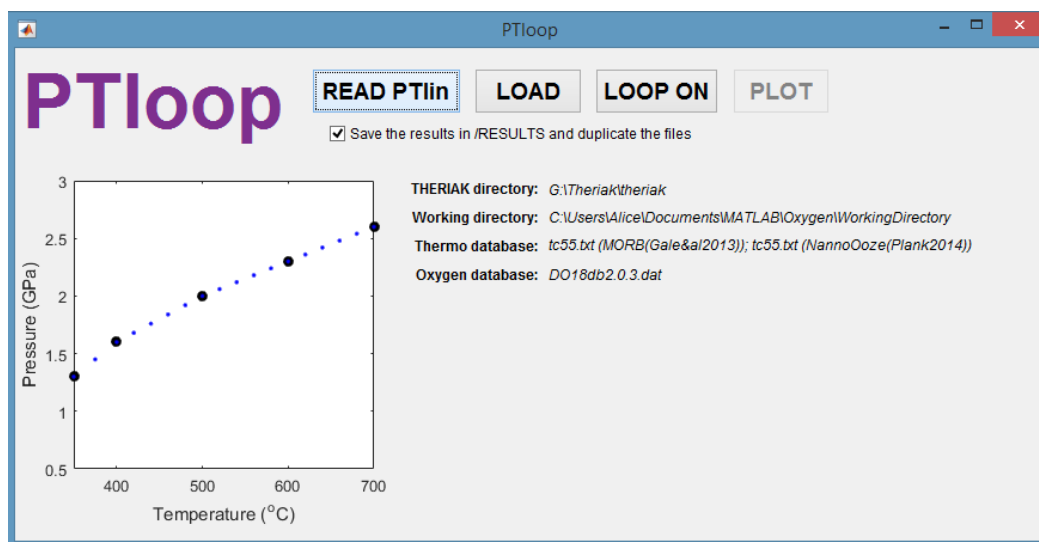 PTloop
PTloop
READ PTlin
LOAD
LOOP ON
PLOT
Save the results in /RESULTS and duplicate the files
THERIAK directory: G:\Theriak\theriak
Working directory: C:\Users\Alice\Documents\MATLAB\Oxygen\WorkingDirectory
Thermo database: tc55.txt (MORB(Gale&al2013)); tc55.txt (NannoOoze(Plank2014))
Oxygen database: DO18db2.0.3.dat
3
2.5
2
1.5
1
0.5
Pressure (GPa)
400 500 600 700
Temperature (°C)